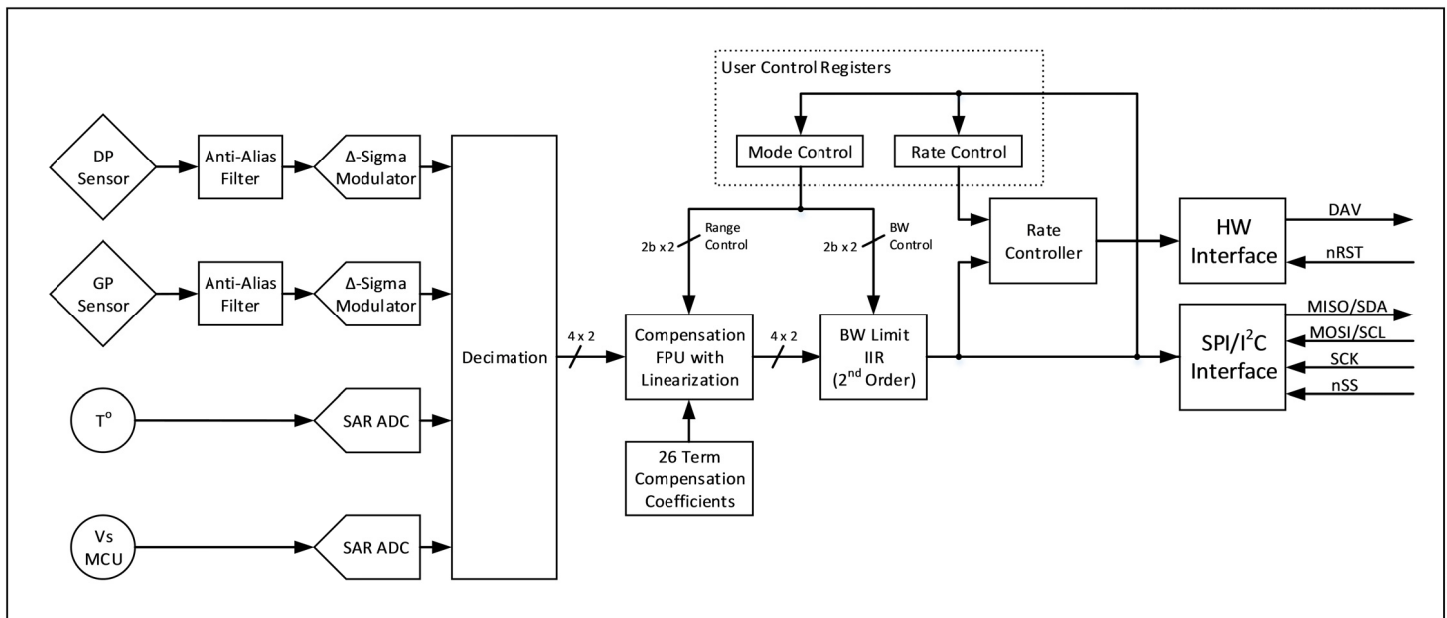 User Control Registers
Mode Control
Rate Control
DP
Sensor
Anti-Alias
Filter
Δ-Sigma
Modulator
GP
Sensor
Anti-Alias
Filter
Δ-Sigma
Modulator
T°
SAR ADC
Vs
MCU
SAR ADC
Decimation
4 x 2
2b x 2
Range
Control
2b x 2
BW
Control
Compensation
FPU with
Linearization
4 x 2
26 Term
Compensation
Coefficients
BW Limit
IIR
(2nd Order)
Rate
Controller
HW
Interface
DAV
nRST
SPI/I²C
Interface
MISO/SDA
MOSI/SCL
SCK
nSS